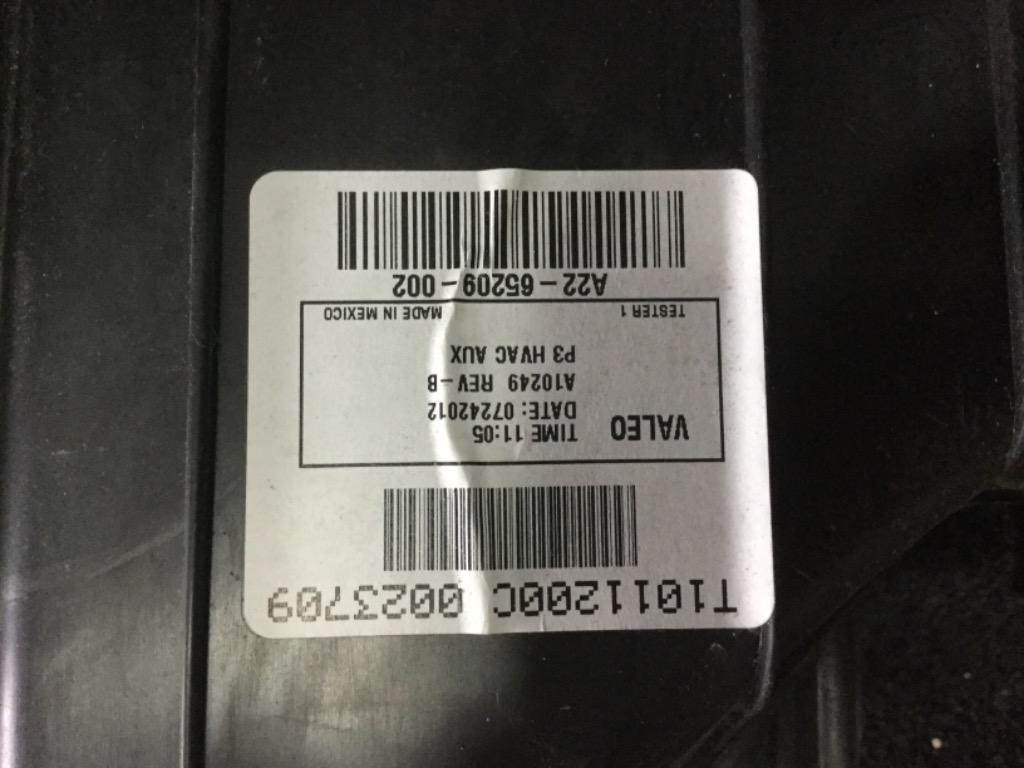 T1011200C 0023709
VALEO TIME 11:05
DATE: 07242012
A10249 REV-B
P3 HVAC AUX
TESTER 1 MADE IN MEXICO
A22-65209-002